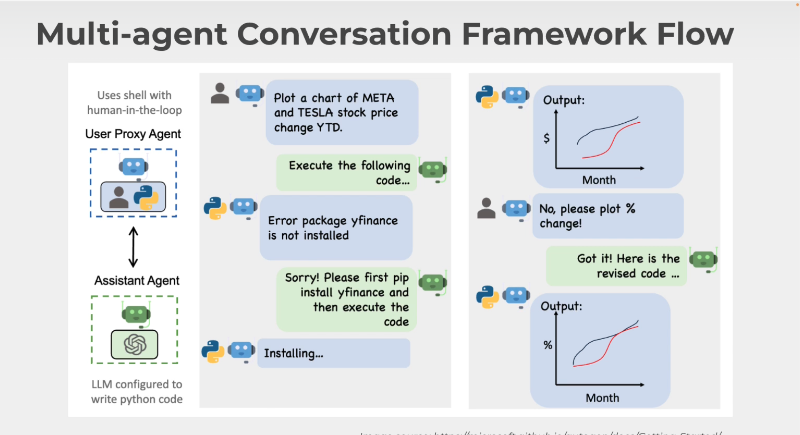 Multi-agent Conversation Framework Flow
Uses shell with
human-in-the-loop
User Proxy Agent
Assistant Agent
LLM configured to
write python code
Plot a chart of META
and TESLA stock price
change YTD.
Execute the following
code...
Error package yfinance
is not installed
Sorry! Please first pip
install yfinance and
then execute the
code
Installing...
Output:
$
Month
No, please plot %
change!
Got it! Here is the
revised code ...
Output:
%
Month